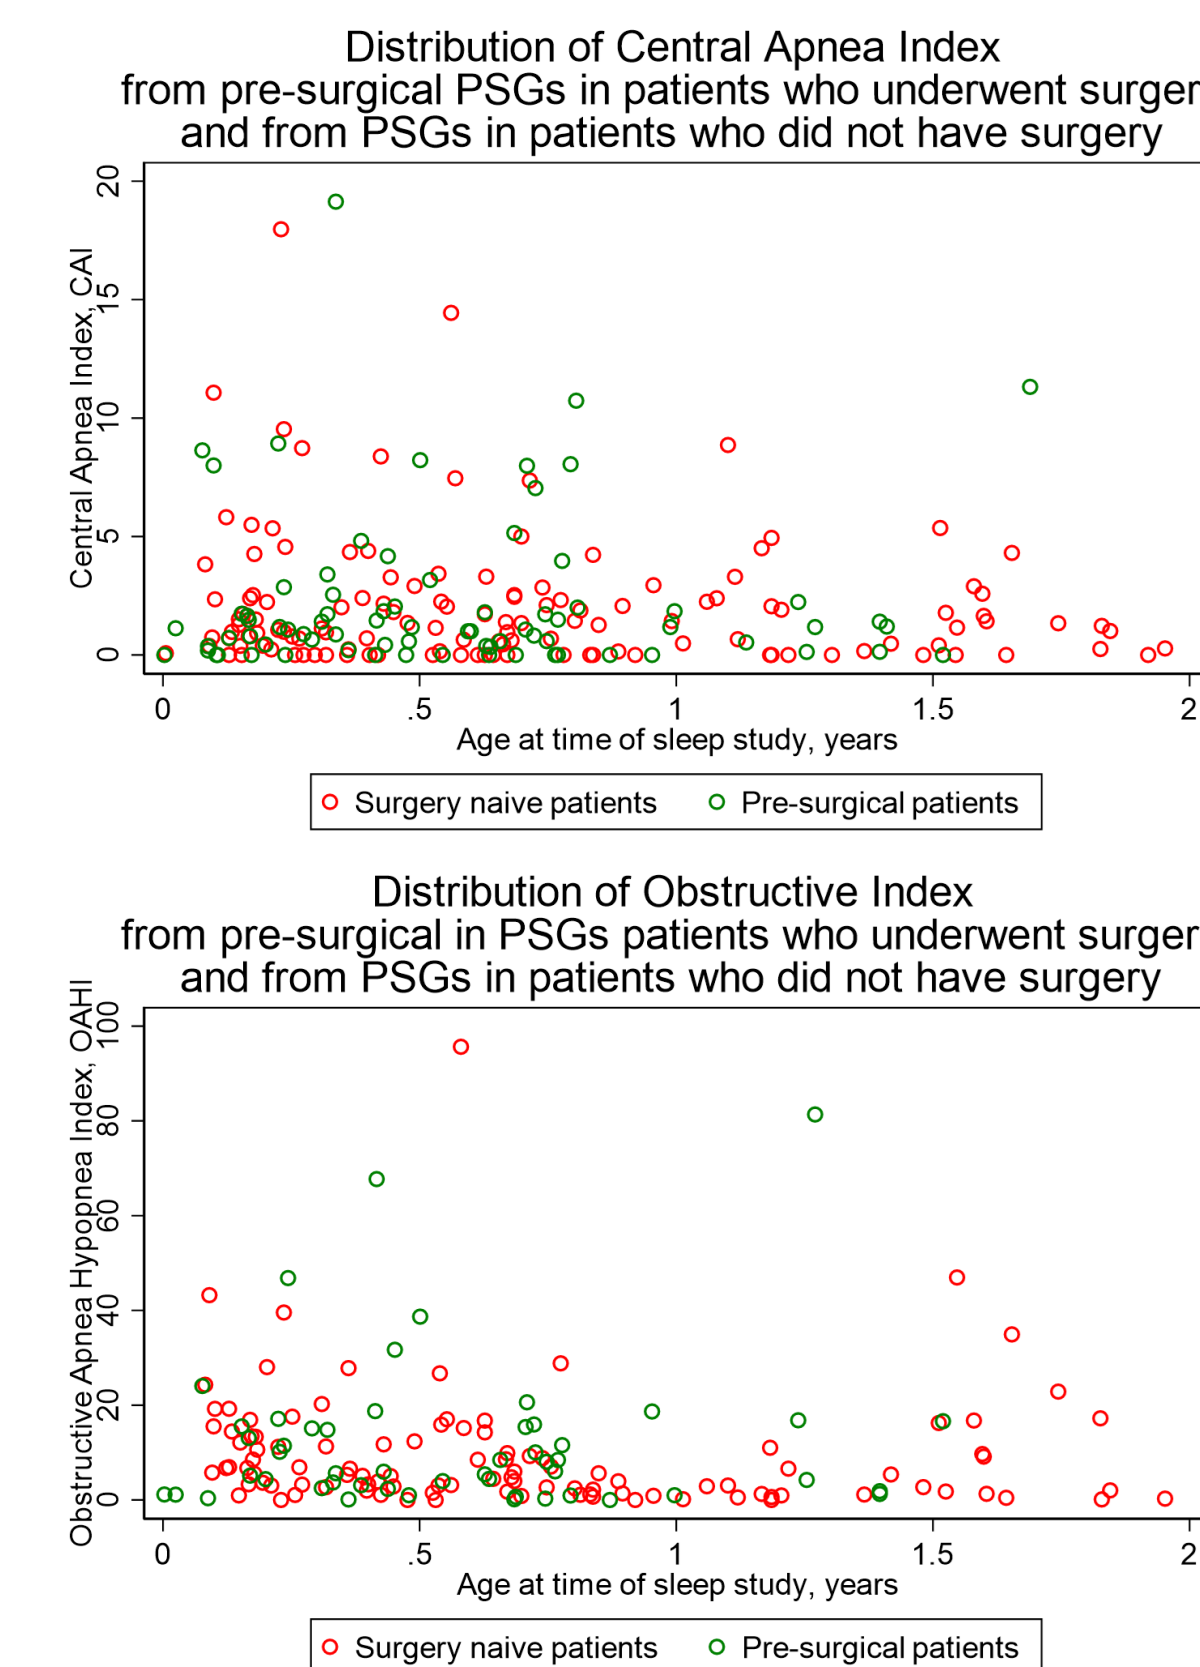 Distribution of Central Apnea Index
from pre-surgical PSGs in patients who underwent surger
and from PSGs in patients who did not have surgery
Central Apnea Index, CAI
20
15
10
5
0
0 .5 1 1.5 2
Age at time of sleep study, years
Surgery naive patients Pre-surgical patients
Distribution of Obstructive Index
from pre-surgical in PSGs patients who underwent surger
and from PSGs in patients who did not have surgery
Obstructive Apnea Hypopnea Index, OAHI
100
80
60
40
20
0
0 .5 1 1.5 2
Age at time of sleep study, years
Surgery naive patients Pre-surgical patients